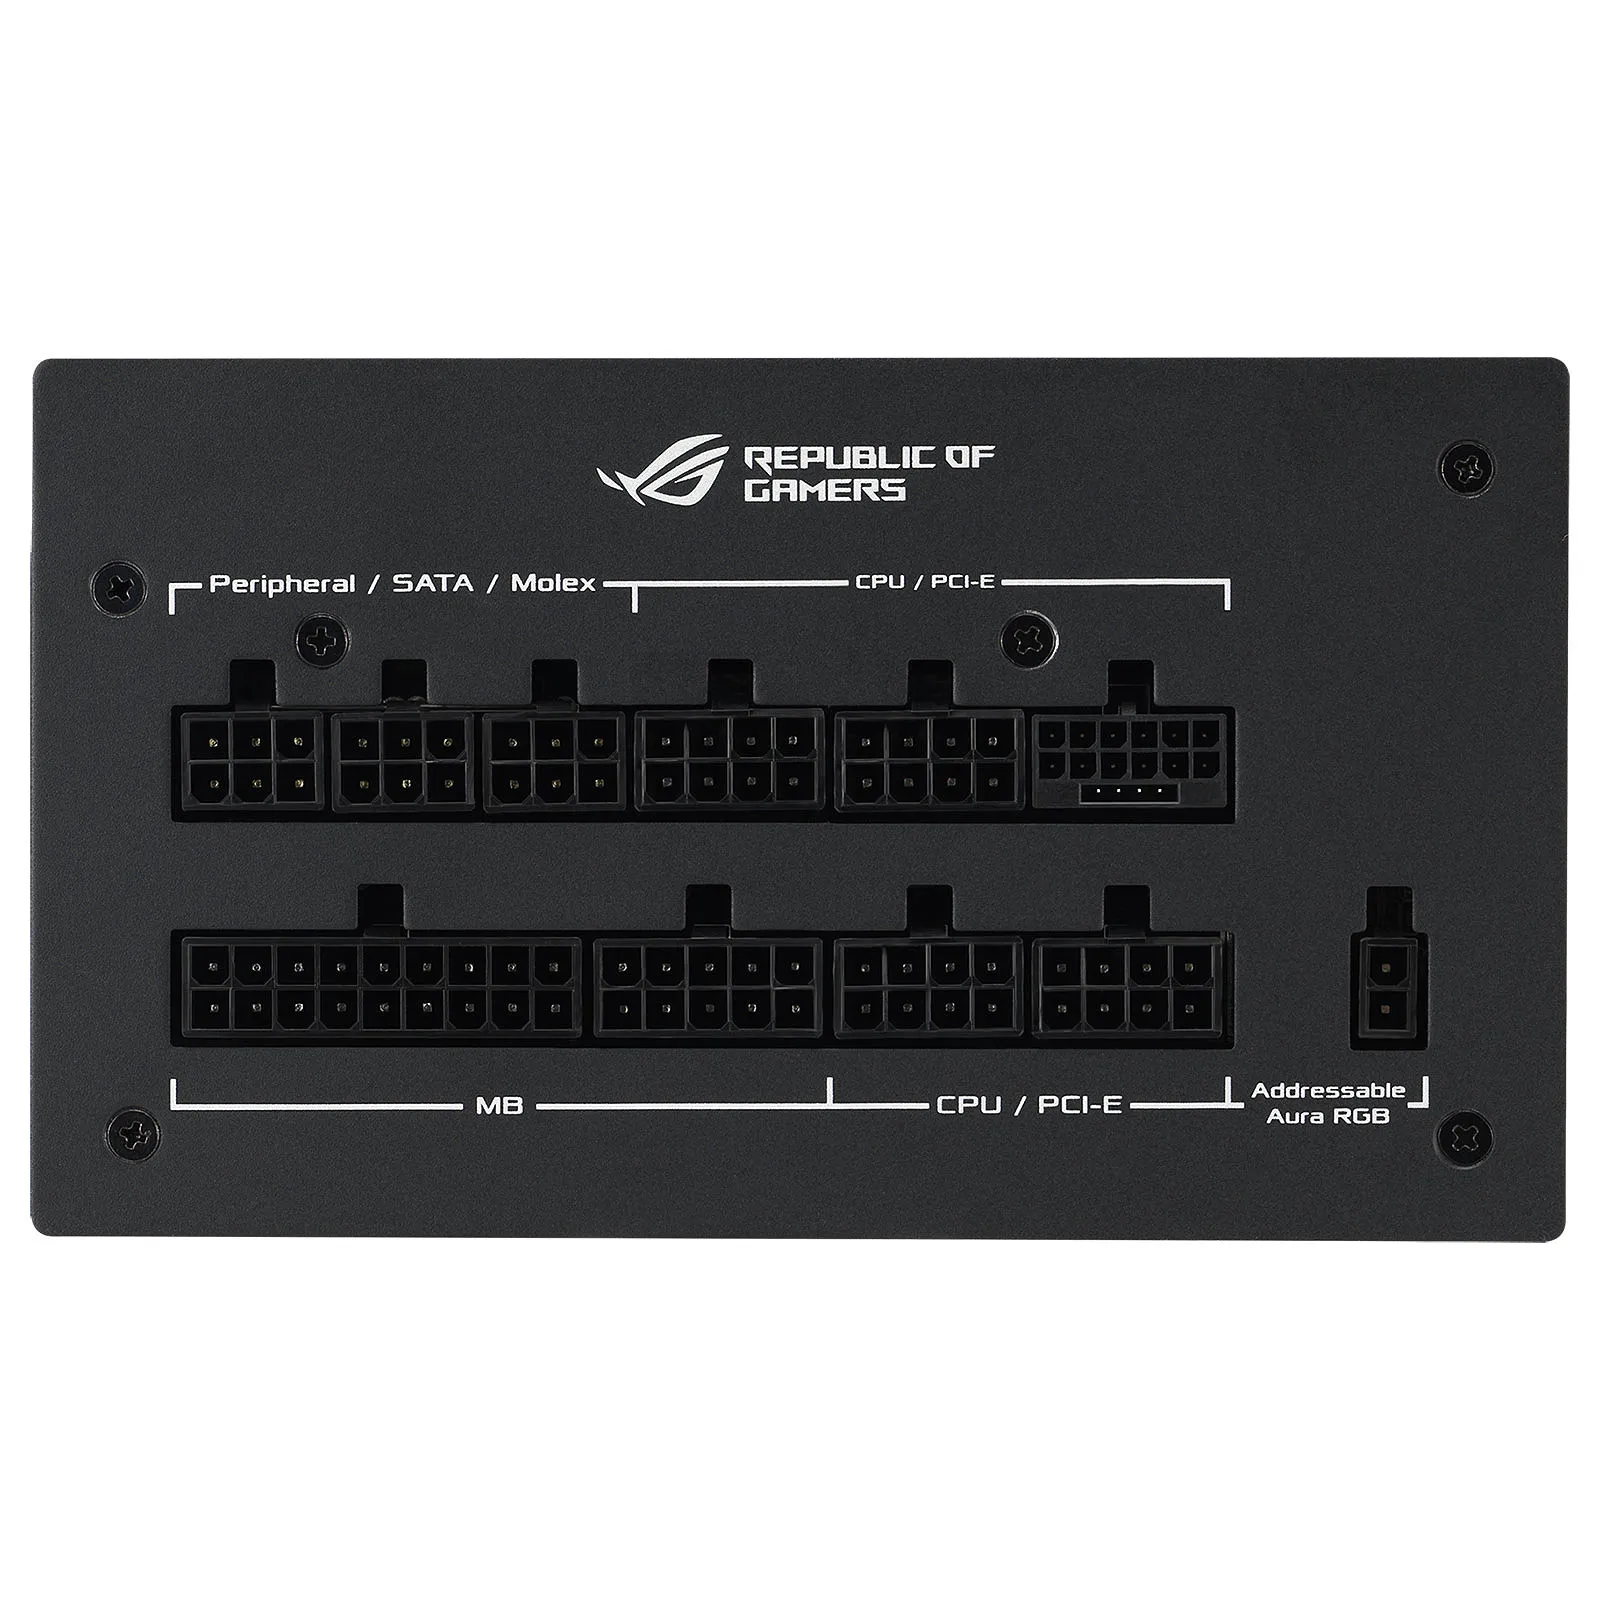 REPUBLIC OF
GAMERS
Peripheral / SATA / Molex
CPU / PCI-E
MB
CPU / PCI-E
Addressable
Aura RGB